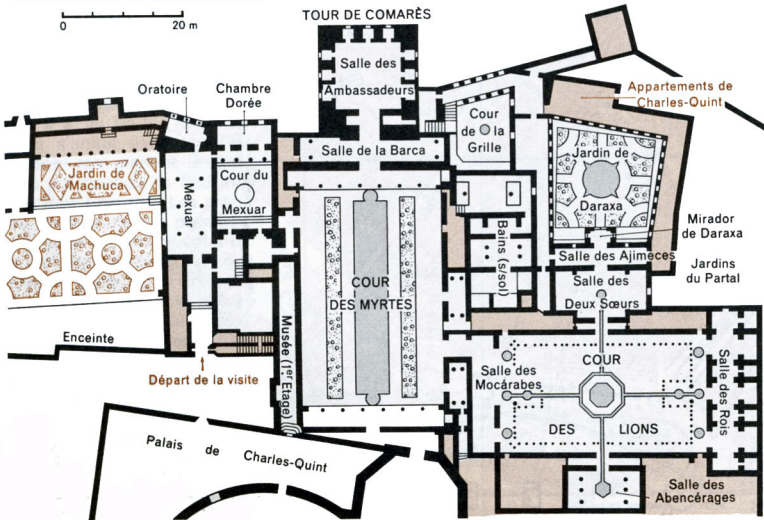 0
20 m
TOUR DE COMARÈS
Salle des
Ambassadeurs
Oratoire
Chambre
Dorée
Appartements de
Charles-Quint
Cour
de la
Grille
Salle de la Barca
Jardin de
Daraxa
Jardin de
Machuca
Mexuar
Cour du
Mexuar
Mirador
de Daraxa
Bains (s/sol)
Salle des Ajimeces
Jardins
du Partal
COUR
DES MYRTES
Salle des
Deux Sœurs
Enceinte
Musée (1er Etage)
Départ de la visite
Salle des
Mocárabes
COUR
DES LIONS
Salle des Rois
Palais de
Charles-Quint
Salle des
Abencérages